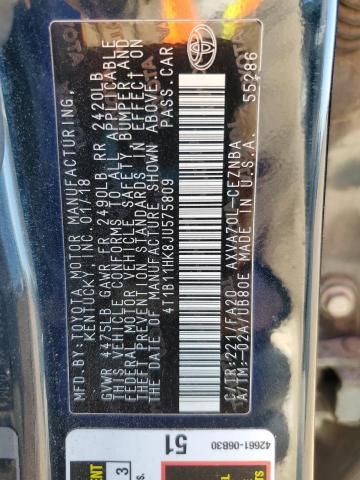 MFD.BY:TOYOTA MOTOR MANUFACTURING,
KENTUCKY, INC. 01/18
GVWR 4475LB GAWR FR 2490LB RR 2420LB
THIS VEHICLE CONFORMS TO ALL APPLICABLE
FEDERAL MOTOR VEHICLE SAFETY BUMPER, AND
THEFT PREVENTION STANDARDS IN EFFECT ON
THE DATE OF MANUFACTURE SHOWN ABOVE.
4T1B11HK8JU575809 PASS.CAR
C/TR:221/FA20 AXVA70L-CEZNBA
A/TM:-02A/UB80E U.S.A.
55286
TOYOTA
42661-06B30
51
3